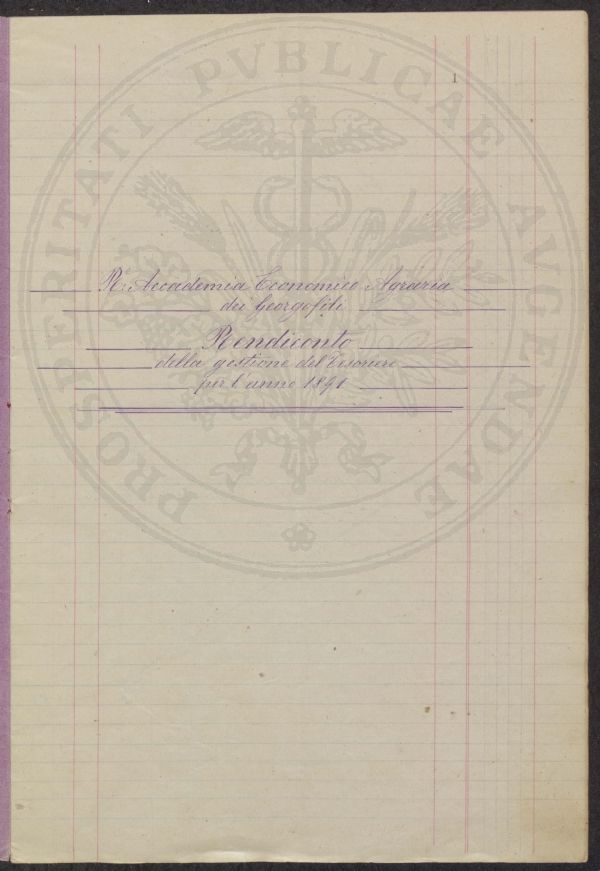 1
PROSPERITATI PVBLICAE AVGENDAE
R.ᵉ Accademia Economico Agraria
dei Georgofili
Rendiconto
della gestione del Tesoriere
per l'anno 1891